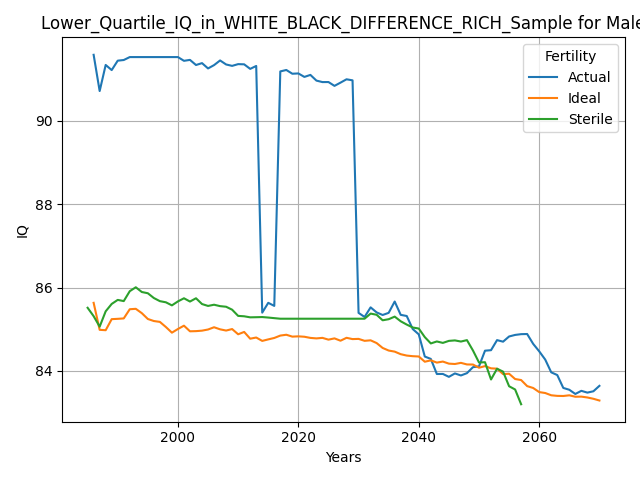 Lower_Quartile_IQ_in_WHITE_BLACK_DIFFERENCE_RICH_Sample for Male
Fertility
Actual
Ideal
Sterile
IQ
90
88
86
84
2000
2020
2040
2060
Years